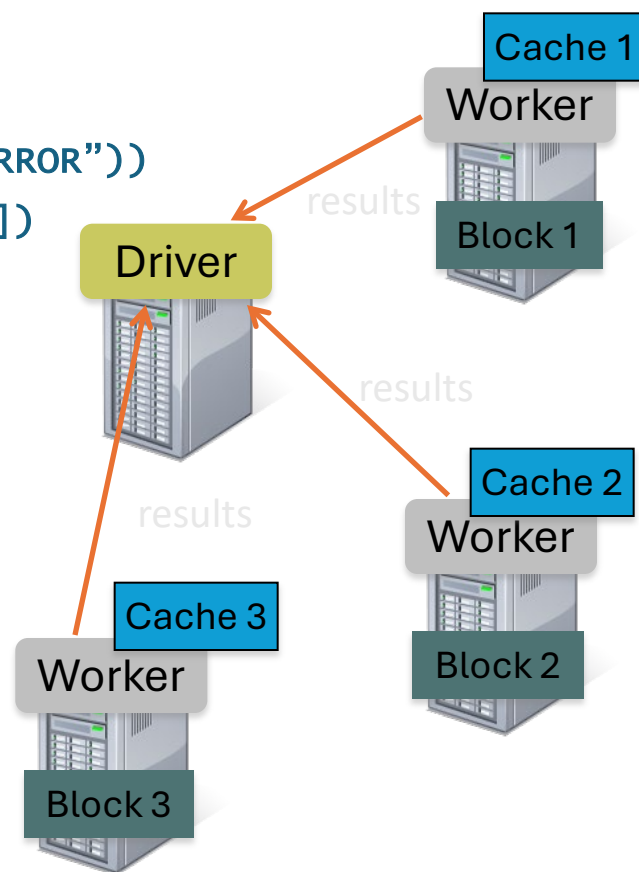 Cache 1
Worker
RROR”))
results
])
Block 1
Driver
results
Cache 2
results
Worker
Cache 3
Block 2
Worker
Block 3